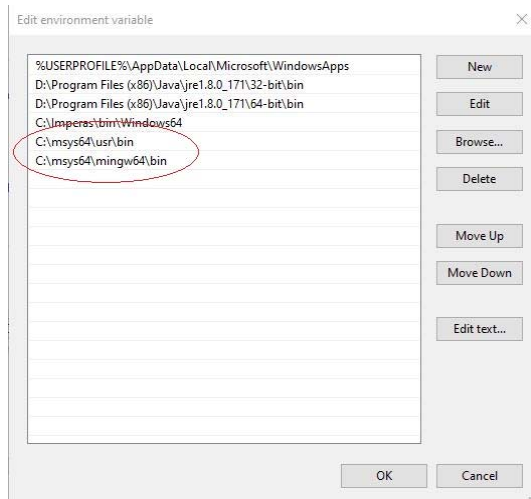 Edit environment variable
%USERPROFILE%\AppData\Local\Microsoft\WindowsApps
D:\Program Files (x86)\Java\jre1.8.0_171\32-bit\bin
D:\Program Files (x86)\Java\jre1.8.0_171\64-bit\bin
C:\Imperas\bin\Windows64
C:\msys64\usr\bin
C:\msys64\mingw64\bin
New
Edit
Browse...
Delete
Move Up
Move Down
Edit text...
OK
Cancel